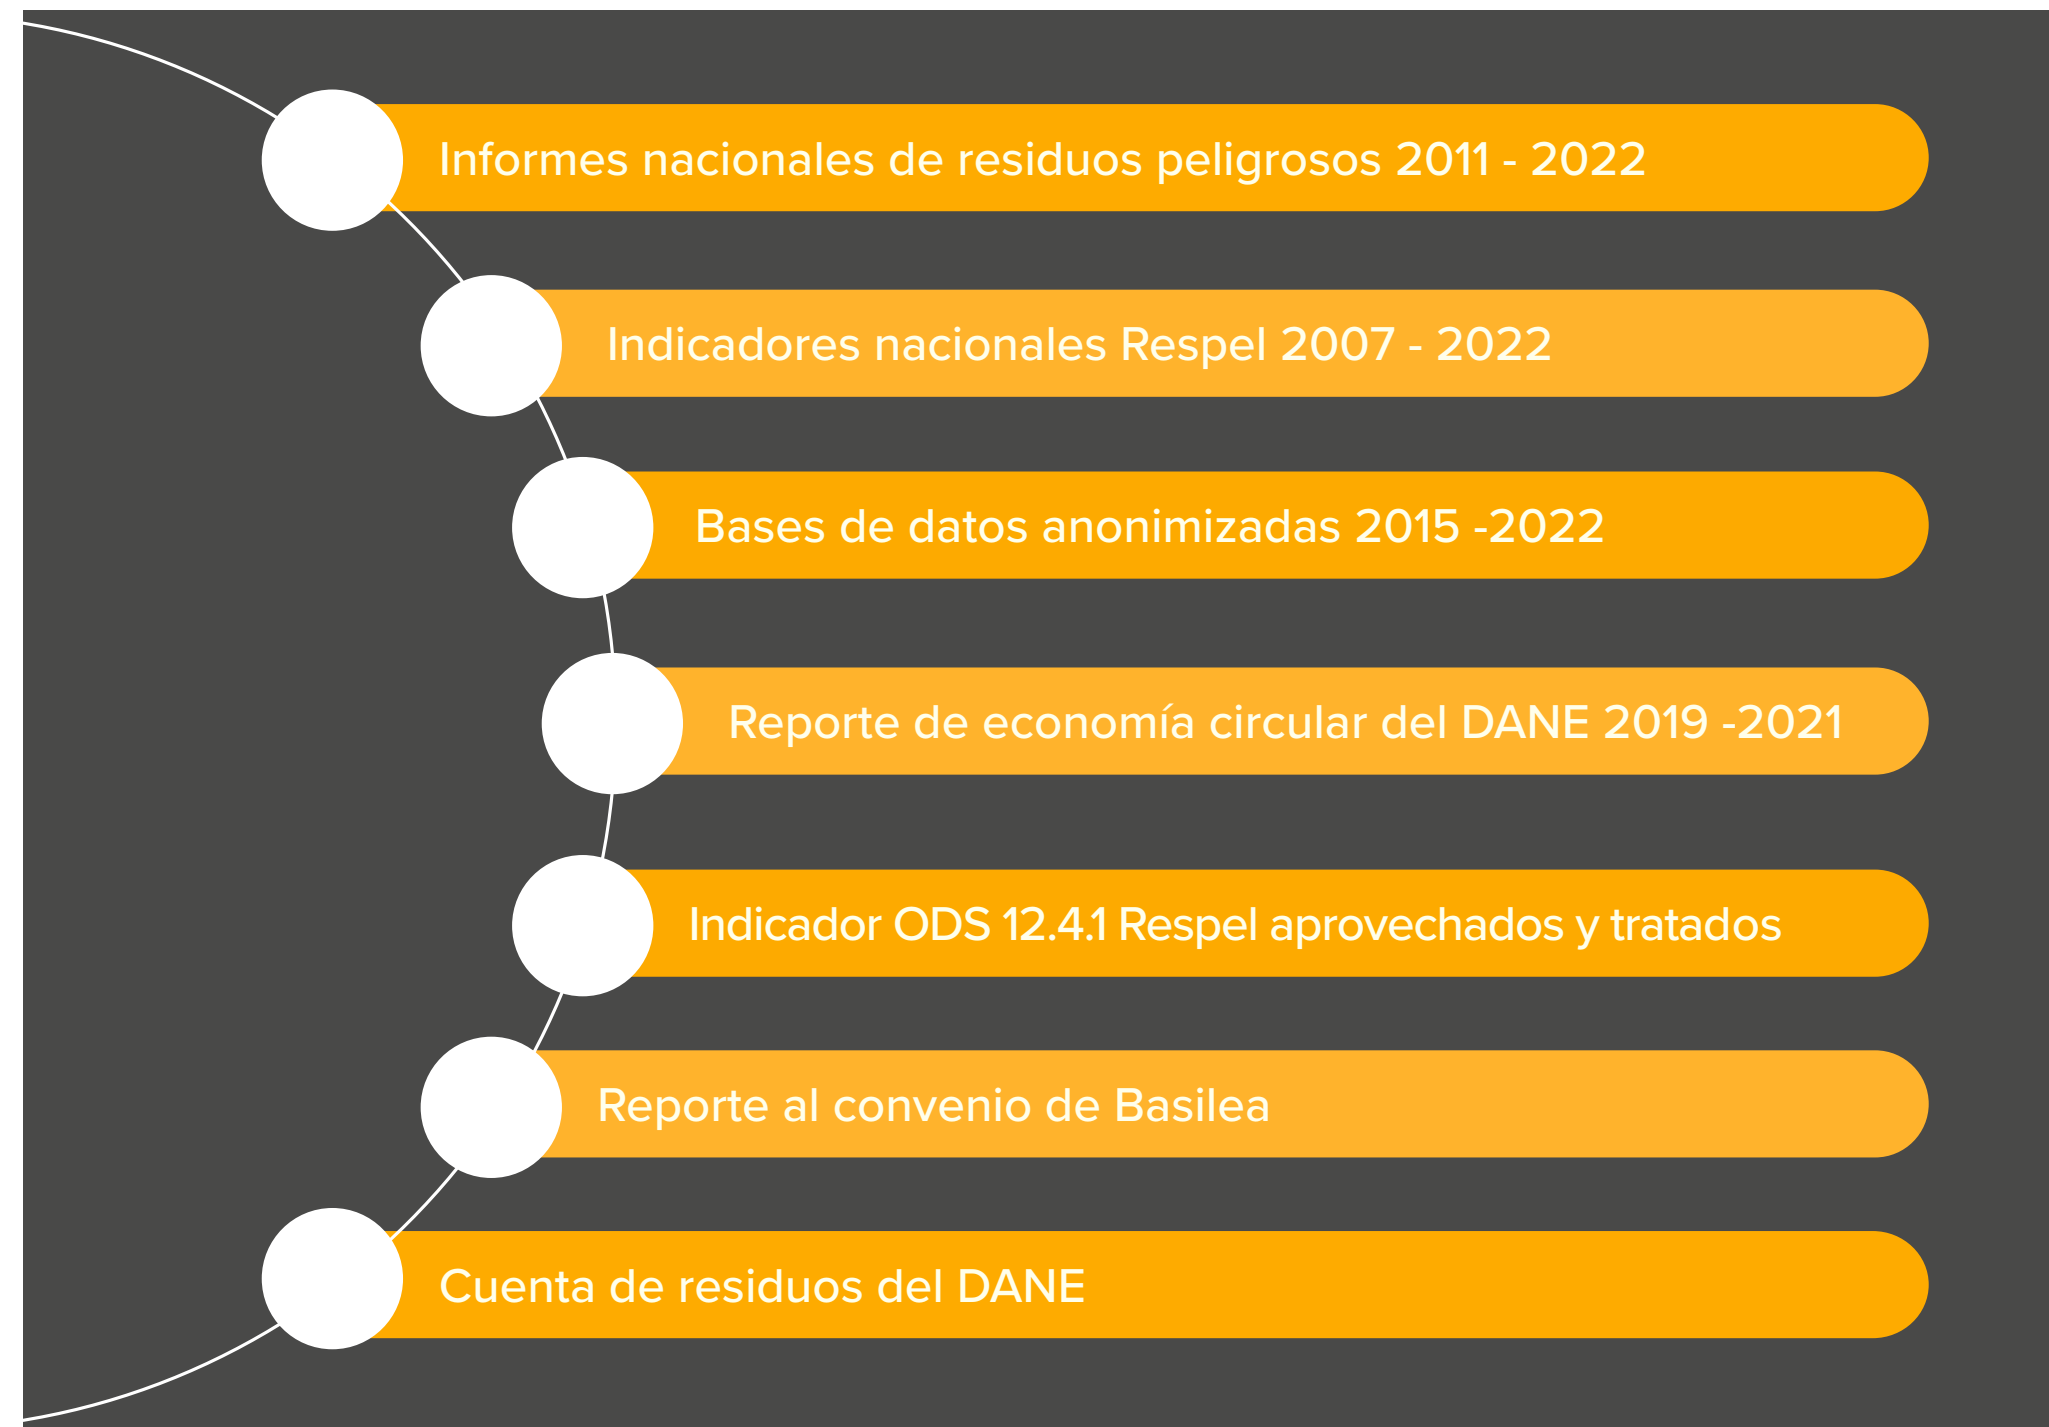 Informes nacionales de residuos peligrosos 2011 - 2022
Indicadores nacionales Respel 2007 - 2022
Bases de datos anonimizadas 2015 -2022
Reporte de economía circular del DANE 2019 -2021
Indicador ODS 12.4.1 Respel aprovechados y tratados
Reporte al convenio de Basilea
Cuenta de residuos del DANE